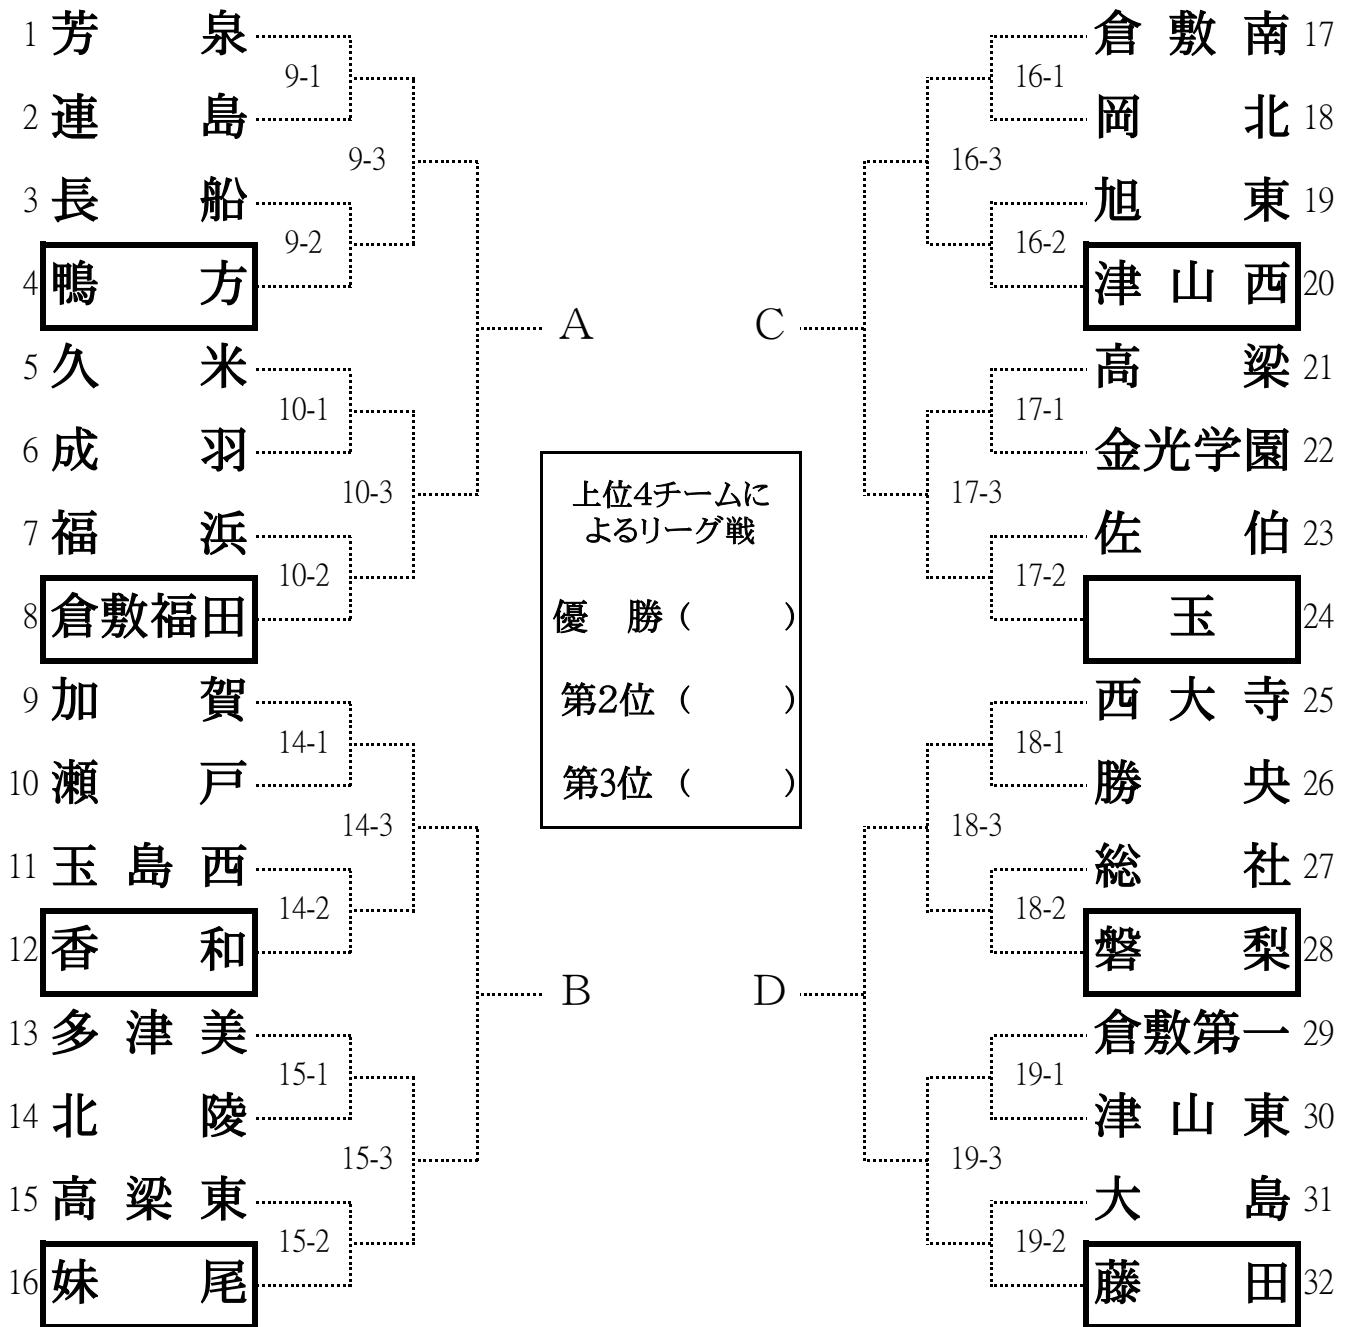 1 芳泉
9-1
2 連島
9-3
3 長船
9-2
4 鴨方
A
5 久米
10-1
6 成羽
10-3
7 福浜
10-2
8 倉敷福田
9 加賀
14-1
10 瀬戸
14-3
11 玉島西
14-2
12 香和
B
13 多津美
15-1
14 北陵
15-3
15 高梁東
15-2
16 妹尾
上位4チームに
よるリーグ戦
優 勝 (   )
第2位 (   )
第3位 (   )
倉敷南 17
16-1
岡北 18
16-3
旭東 19
16-2
津山西 20
C
高梁 21
17-1
金光学園 22
17-3
佐伯 23
17-2
玉 24
西大寺 25
18-1
勝央 26
18-3
総社 27
18-2
磐梨 28
D
倉敷第一 29
19-1
津山東 30
19-3
大島 31
19-2
藤田 32